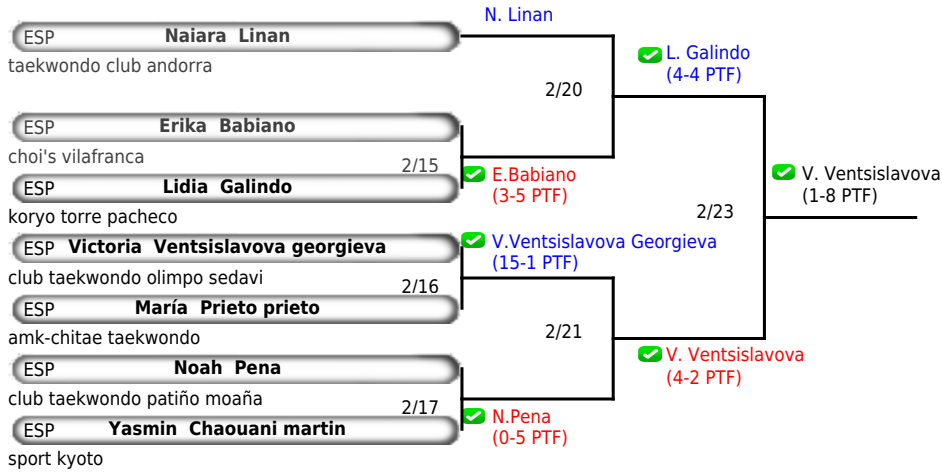 N. Linan
ESP Naiara Linan
taekwondo club andorra
L. Galindo
(4-4 PTF)
2/20
ESP Erika Babiano
choi's vilafranca
2/15
E.Babiano
(3-5 PTF)
ESP Lidia Galindo
koryo torre pacheco
V. Ventsislavova
(1-8 PTF)
2/23
ESP Victoria Ventsislavova georgieva
V.Ventsislavova Georgieva
(15-1 PTF)
club taekwondo olimpo sedavi
2/16
ESP María Prieto prieto
amk-chitae taekwondo
2/21
V. Ventsislavova
(4-2 PTF)
ESP Noah Pena
club taekwondo patiño moaña
2/17
N.Pena
(0-5 PTF)
ESP Yasmin Chaouani martin
sport kyoto